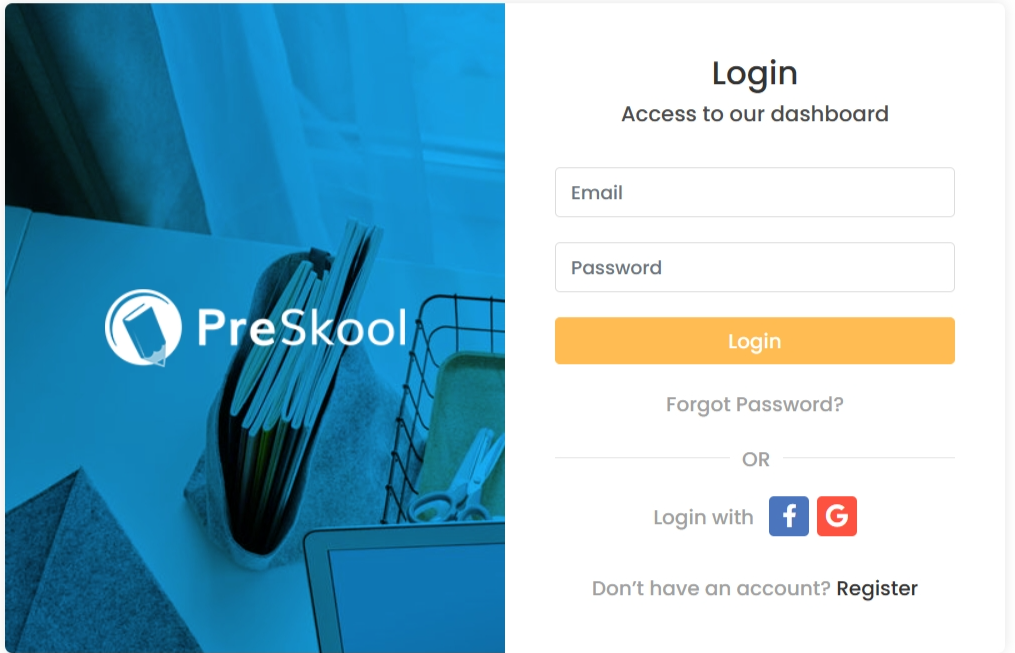 PreSkool
Login
Access to our dashboard
Email
Password
Login
Forgot Password?
OR
Login with
Don't have an account? Register